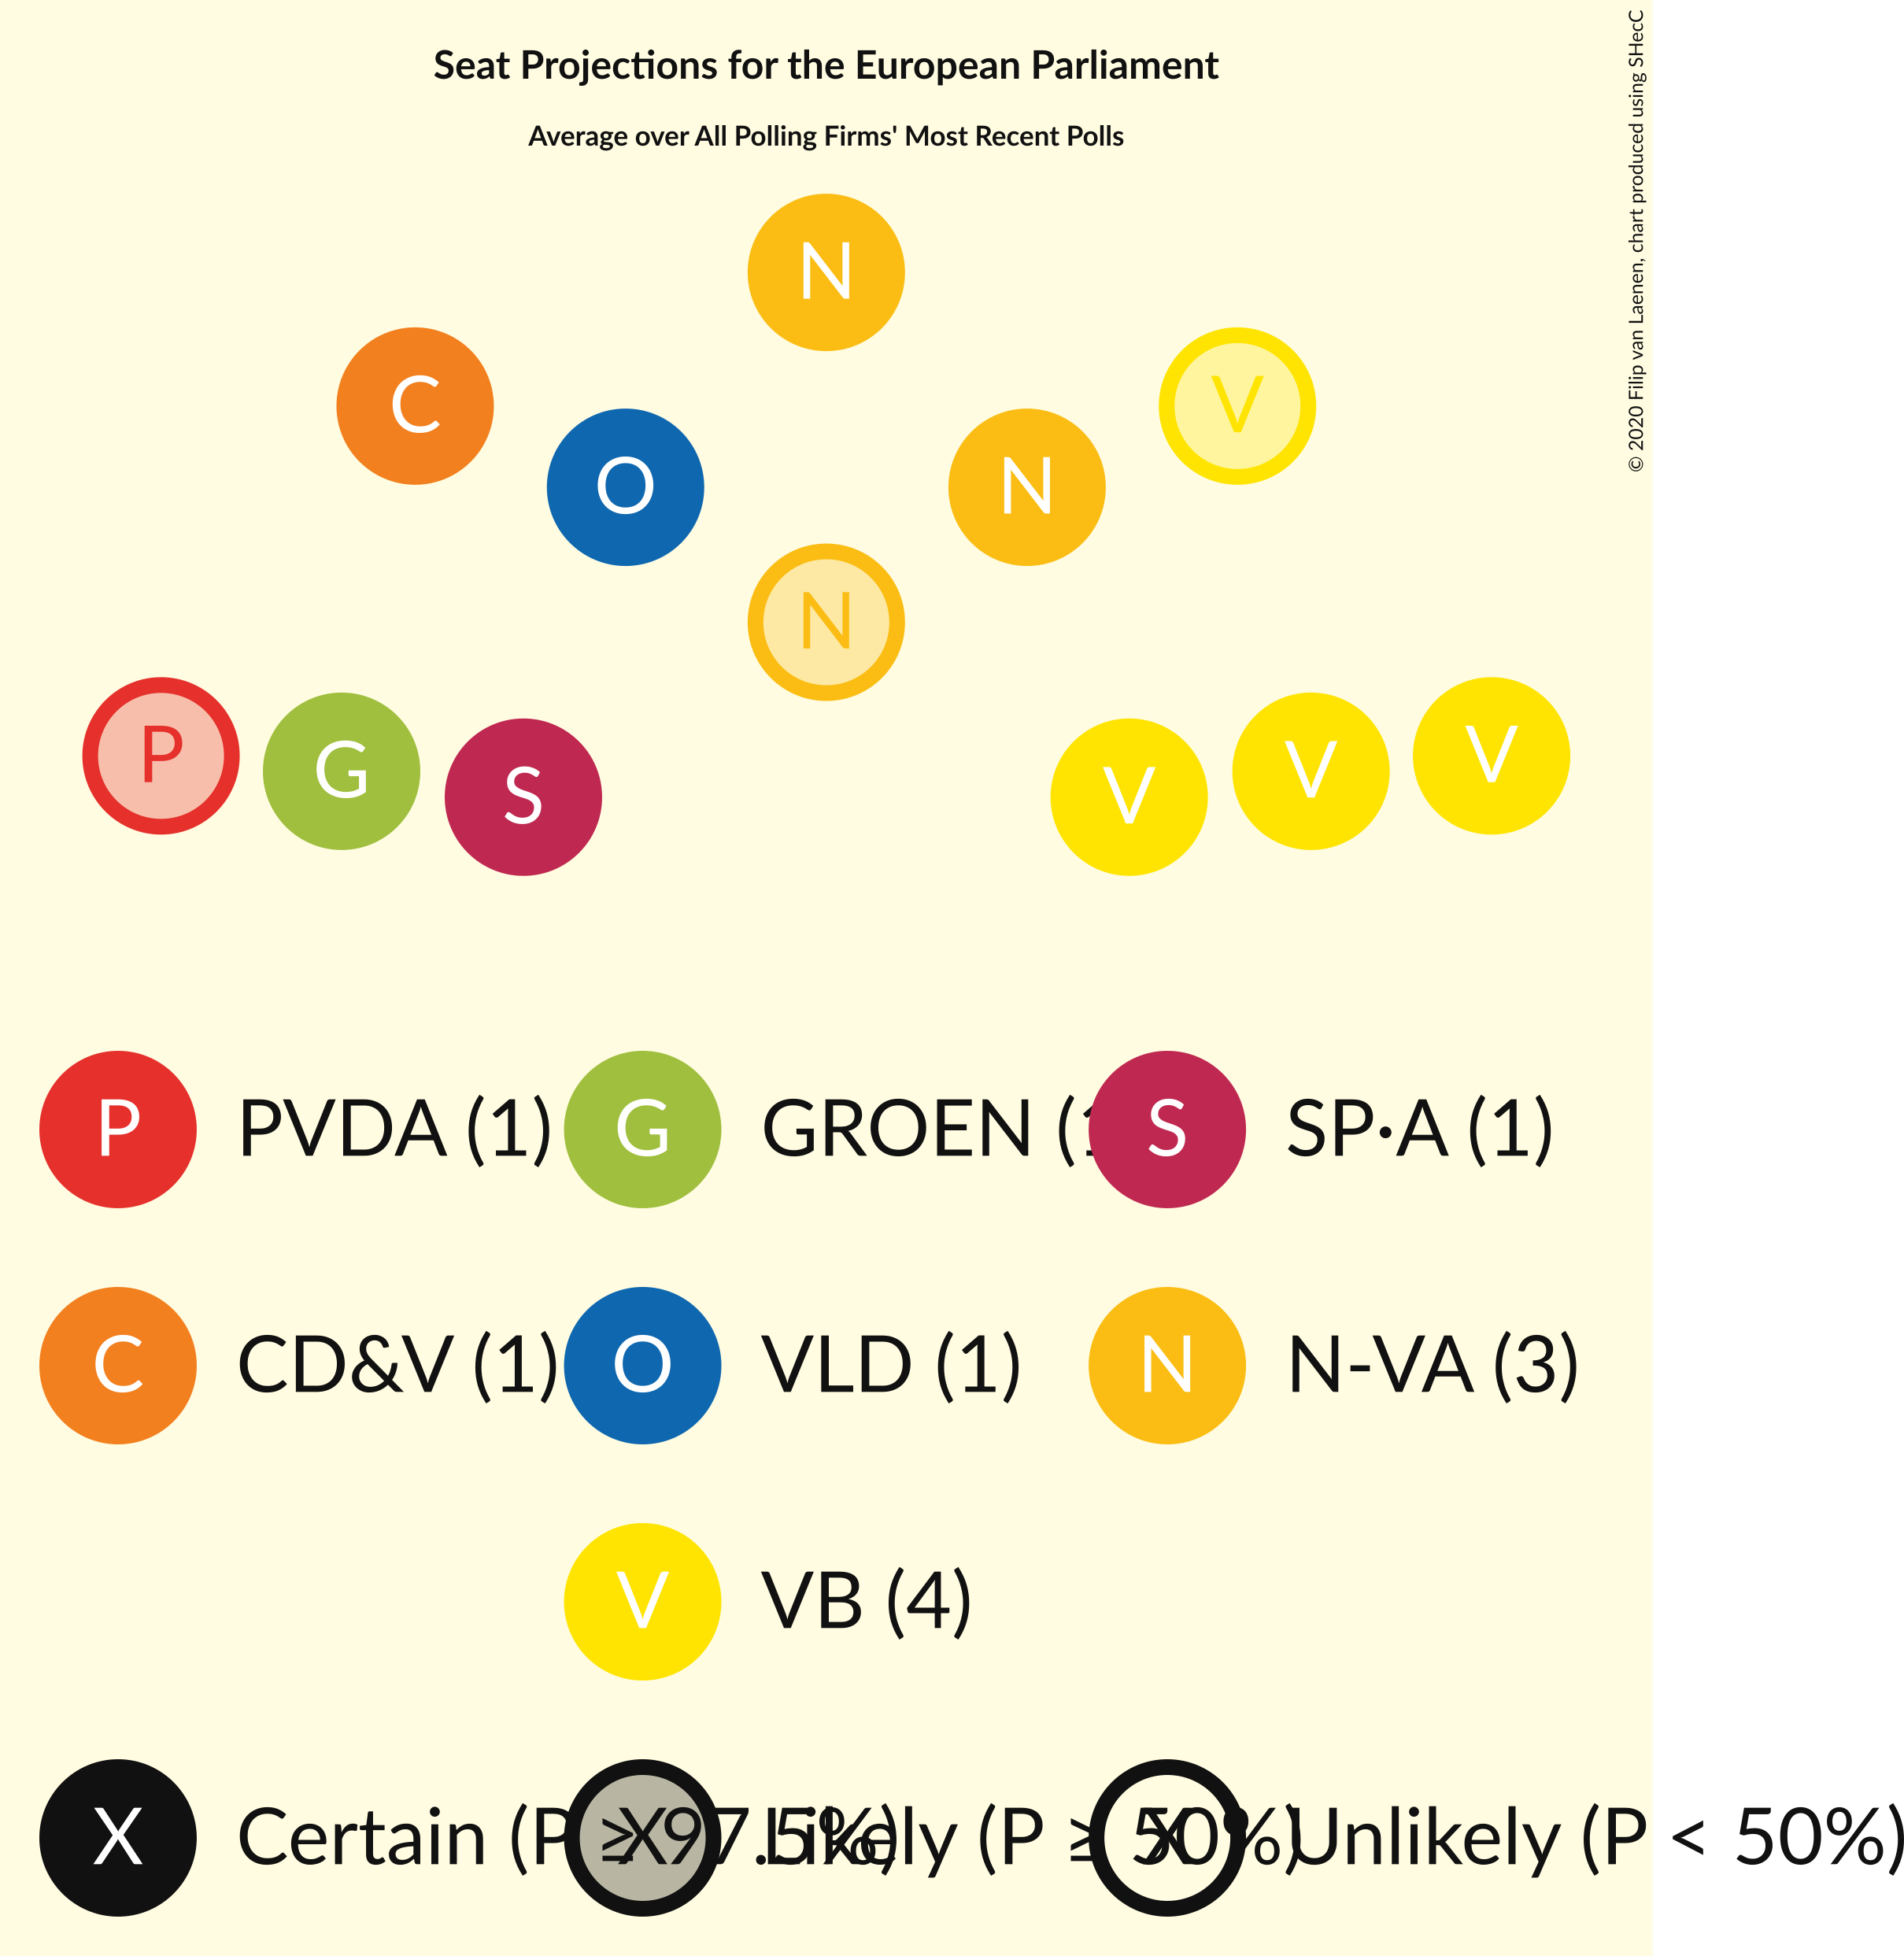 Seat Projections for the European Parliament
Average over All Polling Firms' Most Recent Polls
© 2020 Filip van Laenen, chart produced using SHecC
N
C
V
O
N
N
P
G
S
V
V
V
P PVDA (1) G GROEN ( S SP•A (1)
C CD&V (1) O VLD (1) N N-VA (3)
V VB (4)
X Certain (P ≥ 97.5%) X Likely (P ≥ 50%) X Unlikely (P < 50%)